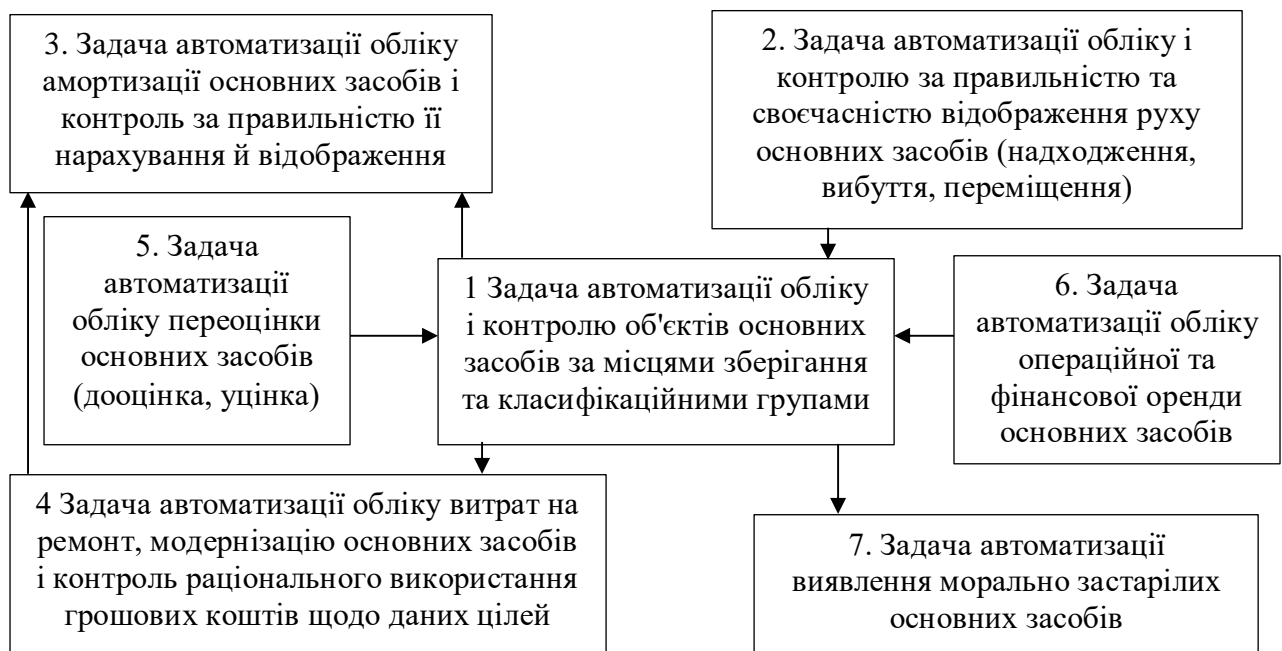 3. Задача автоматизації обліку
амортизації основних засобів і
контроль за правильністю її
нарахування й відображення
2. Задача автоматизації обліку і
контролю за правильністю та
своєчасністю відображення руху
основних засобів (надходження,
вибуття, переміщення)
5. Задача
автоматизації
обліку переоцінки
основних засобів
(дооцінка, уцінка)
1 Задача автоматизації обліку
і контролю об'єктів основних
засобів за місцями зберігання
та класифікаційними групами
6. Задача
автоматизації обліку
операційної та
фінансової оренди
основних засобів
4 Задача автоматизації обліку витрат на
ремонт, модернізацію основних засобів
і контроль раціонального використання
грошових коштів щодо даних цілей
7. Задача автоматизації
виявлення морально застарілих
основних засобів